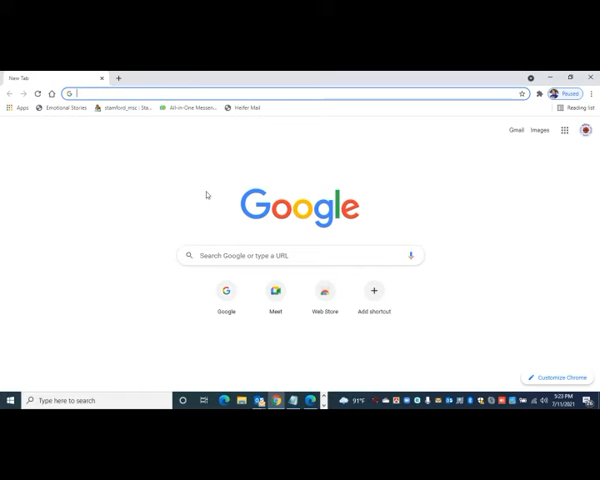 New Tab
Paused
Apps Emotional Stories stamford_msc - Sta... All-in-One Messen... Heifer Mail Reading list
Gmail Images
Google
Search Google or type a URL
Google Meet Web Store Add shortcut
Customize Chrome
Type here to search 91°F 5:23 PM
7/11/2021